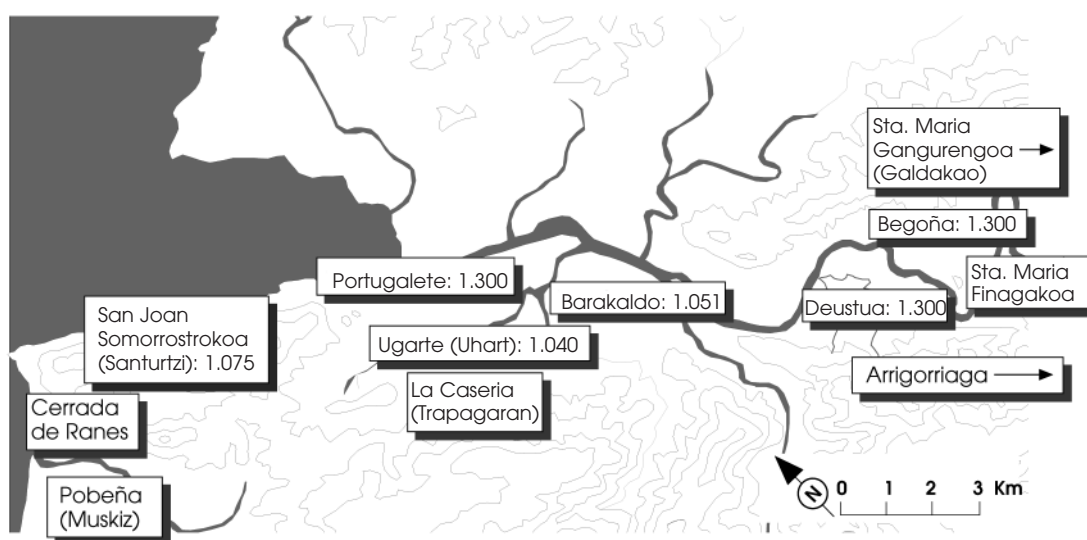 Sta. Maria
Gangurengoa
(Galdakao)
Begoña: 1.300
Portugalete: 1.300
Sta. Maria
Finagakoa
Barakaldo: 1.051
Deustua: 1.300
San Joan
Somorrostrokoa
(Santurtzi): 1.075
Ugarte (Uhart): 1.040
Arrigorriaga
La Caseria
(Trapagaran)
Cerrada
de Ranes
Pobeña
(Muskiz)
N
0 1 2 3 Km